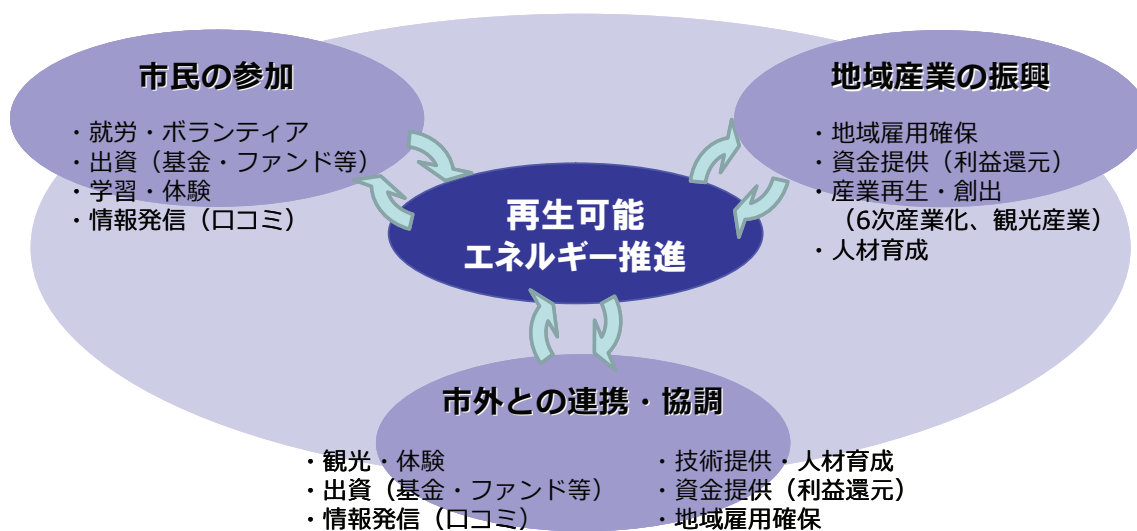 市民の参加
・就労・ボランティア
・出資（基金・ファンド等）
・学習・体験
・情報発信（口コミ）
地域産業の振興
・地域雇用確保
・資金提供（利益還元）
・産業再生・創出
（6次産業化、観光産業）
・人材育成
再生可能
エネルギー推進
市外との連携・協調
・観光・体験
・出資（基金・ファンド等）
・情報発信（口コミ）
・技術提供・人材育成
・資金提供（利益還元）
・地域雇用確保